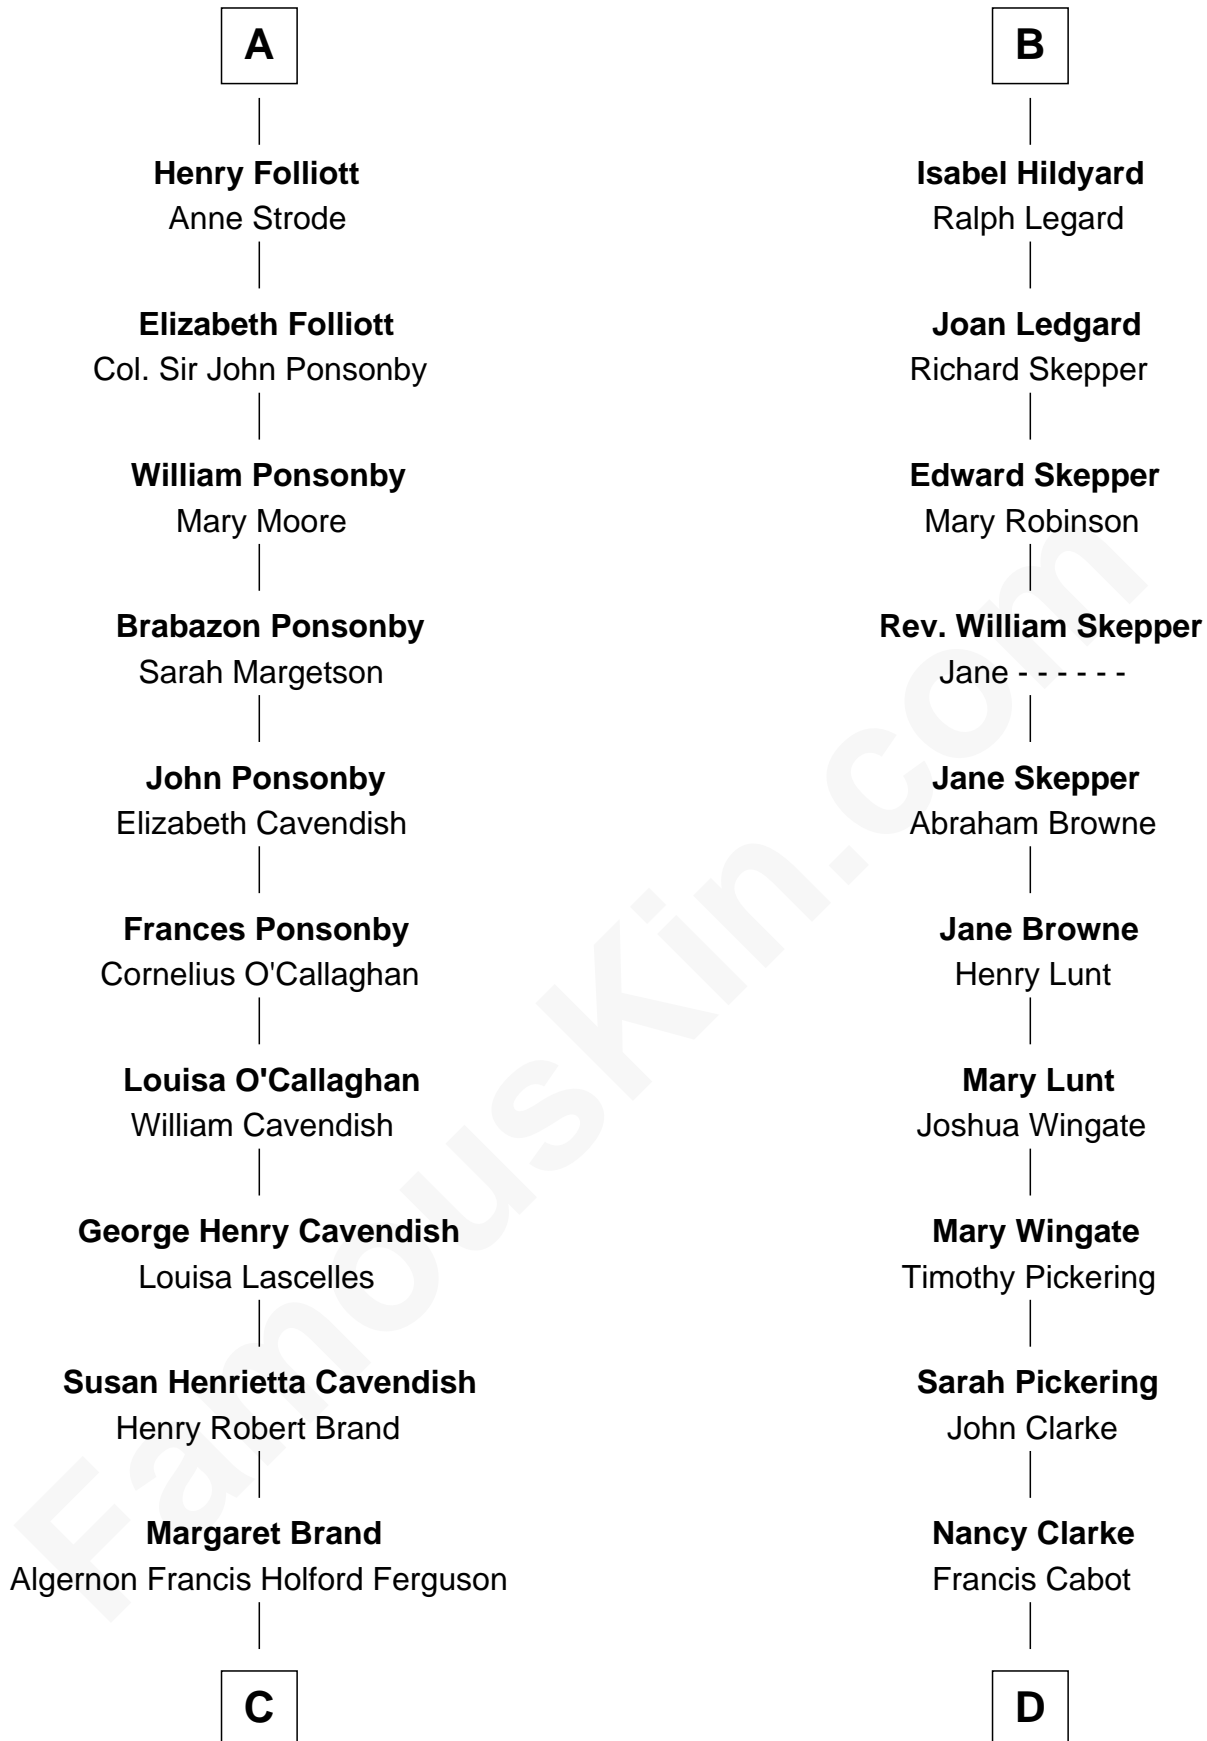 A
Henry Folliott
Anne Strode
Elizabeth Folliott
Col. Sir John Ponsonby
William Ponsonby
Mary Moore
Brabazon Ponsonby
Sarah Margetson
John Ponsonby
Elizabeth Cavendish
Frances Ponsonby
Cornelius O'Callaghan
Louisa O'Callaghan
William Cavendish
George Henry Cavendish
Louisa Lascelles
Susan Henrietta Cavendish
Henry Robert Brand
Margaret Brand
Algernon Francis Holford Ferguson
C
B
Isabel Hildyard
Ralph Legard
Joan Ledgard
Richard Skepper
Edward Skepper
Mary Robinson
Rev. William Skepper
Jane - - - - - -
Jane Skepper
Abraham Browne
Jane Browne
Henry Lunt
Mary Lunt
Joshua Wingate
Mary Wingate
Timothy Pickering
Sarah Pickering
John Clarke
Nancy Clarke
Francis Cabot
D
FamousKin.com